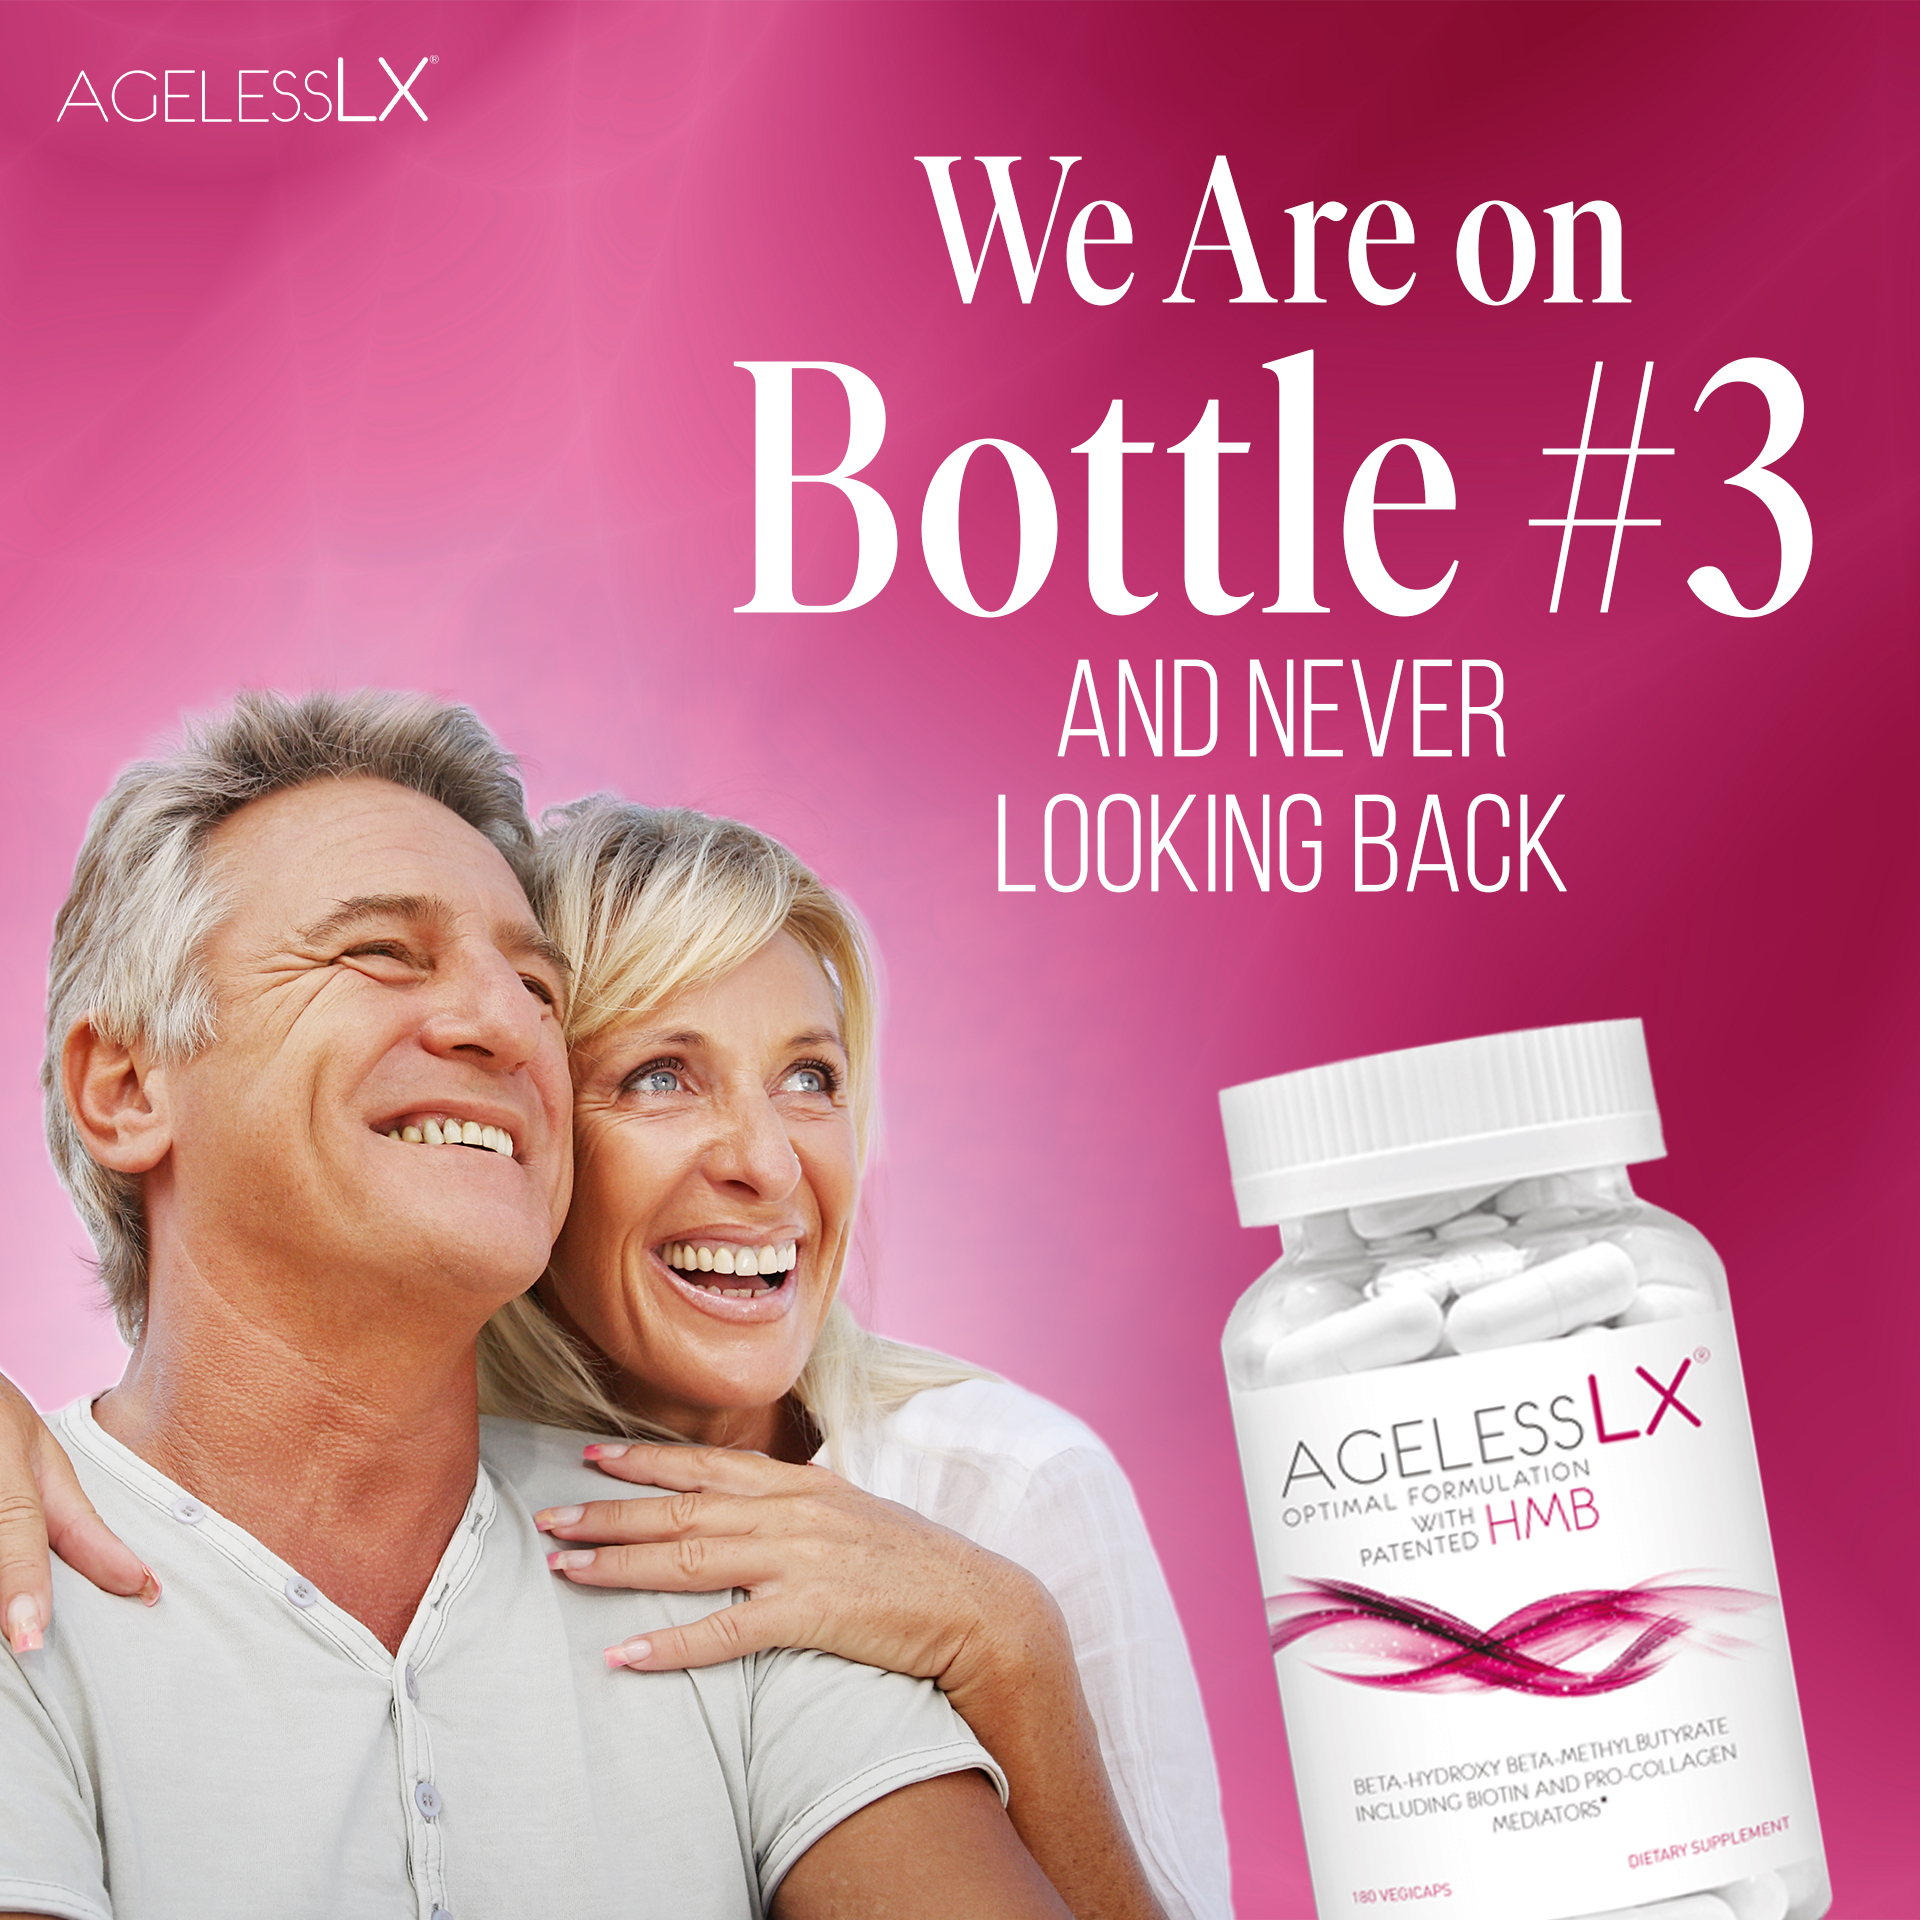 AGELESSLX®
We Are on
Bottle #3
AND NEVER
LOOKING BACK
AGELESSLX®
OPTIMAL FORMULATION
WITH
PATENTED HMB
BETA-HYDROXY BETA-METHYLBUTYRATE
INCLUDING BIOTIN AND PRO-COLLAGEN
MEDIATORS*
DIETARY SUPPLEMENT
180 VEGICAPS